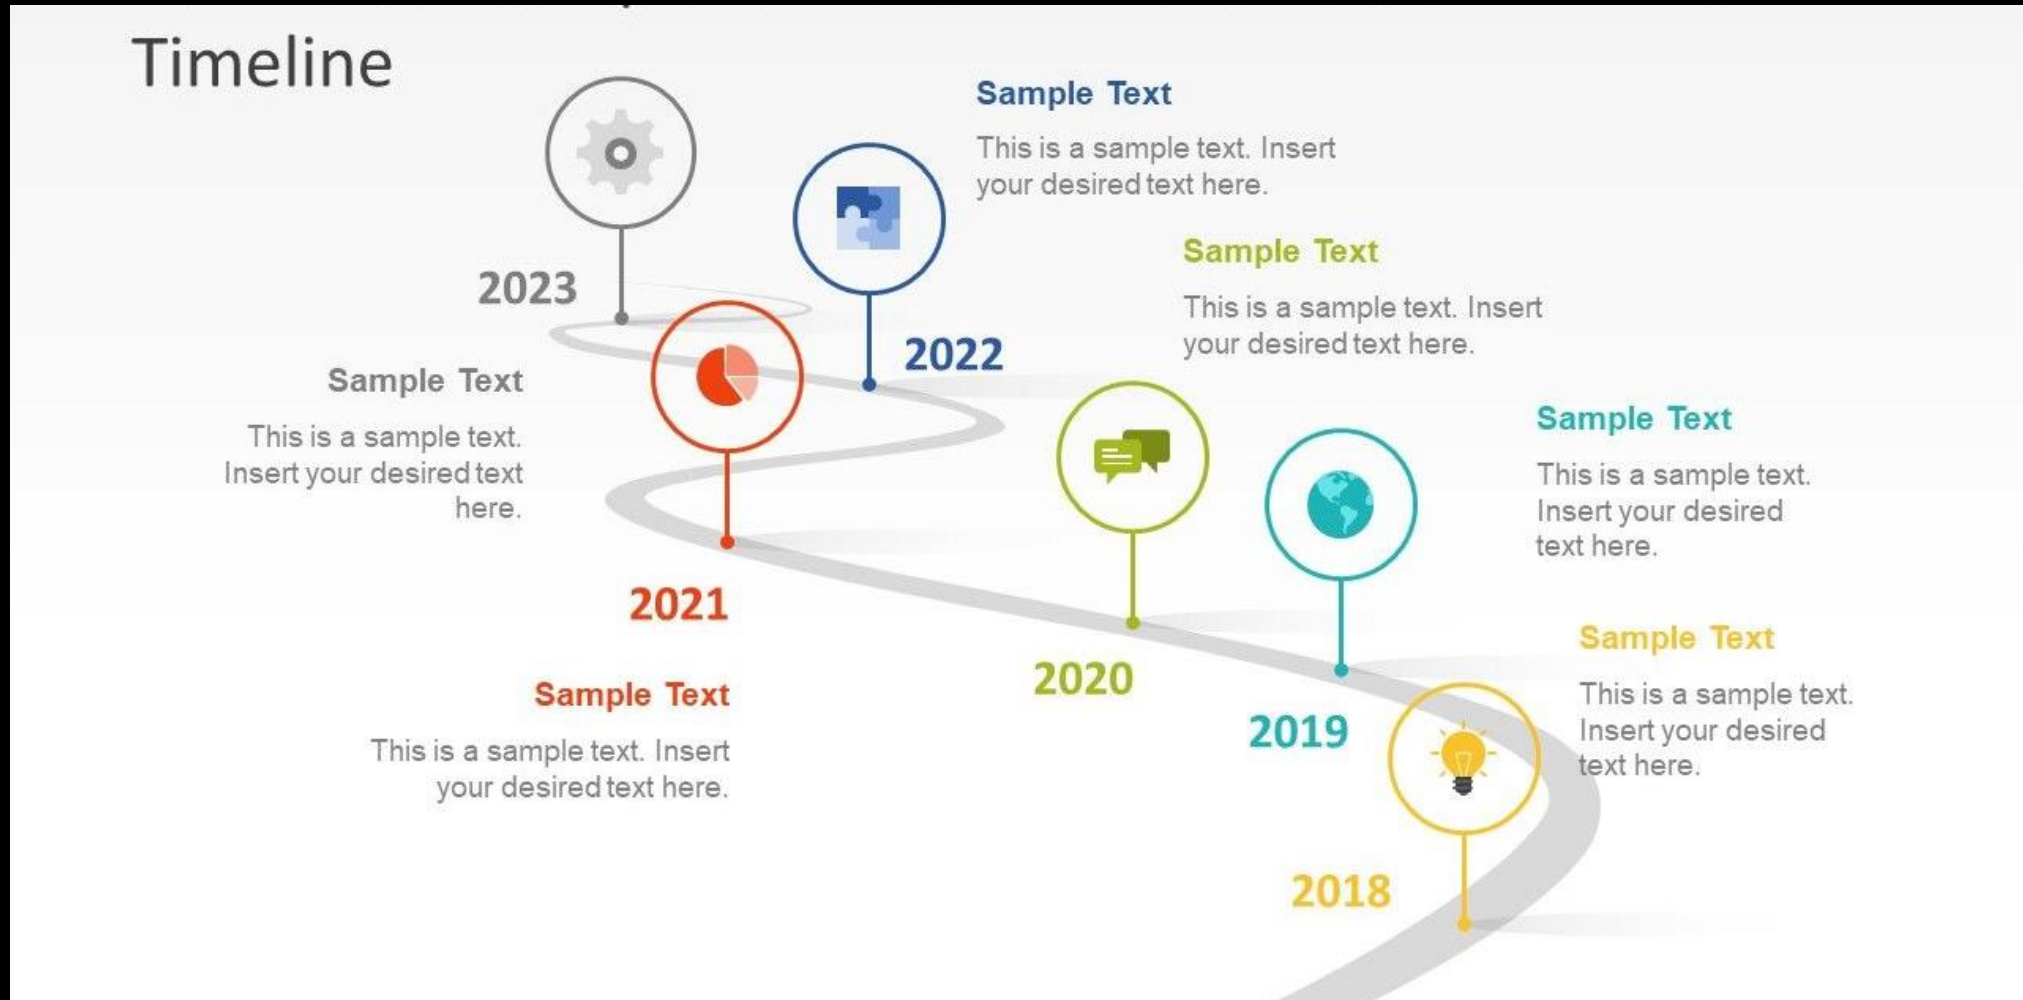 Timeline
Sample Text
This is a sample text. Insert
your desired text here.
2023
2022
Sample Text
This is a sample text. Insert
your desired text here.
Sample Text
This is a sample text.
Insert your desired text
here.
Sample Text
This is a sample text.
Insert your desired
text here.
2021
Sample Text
This is a sample text. Insert
your desired text here.
2020
2019
Sample Text
This is a sample text.
Insert your desired
text here.
2018